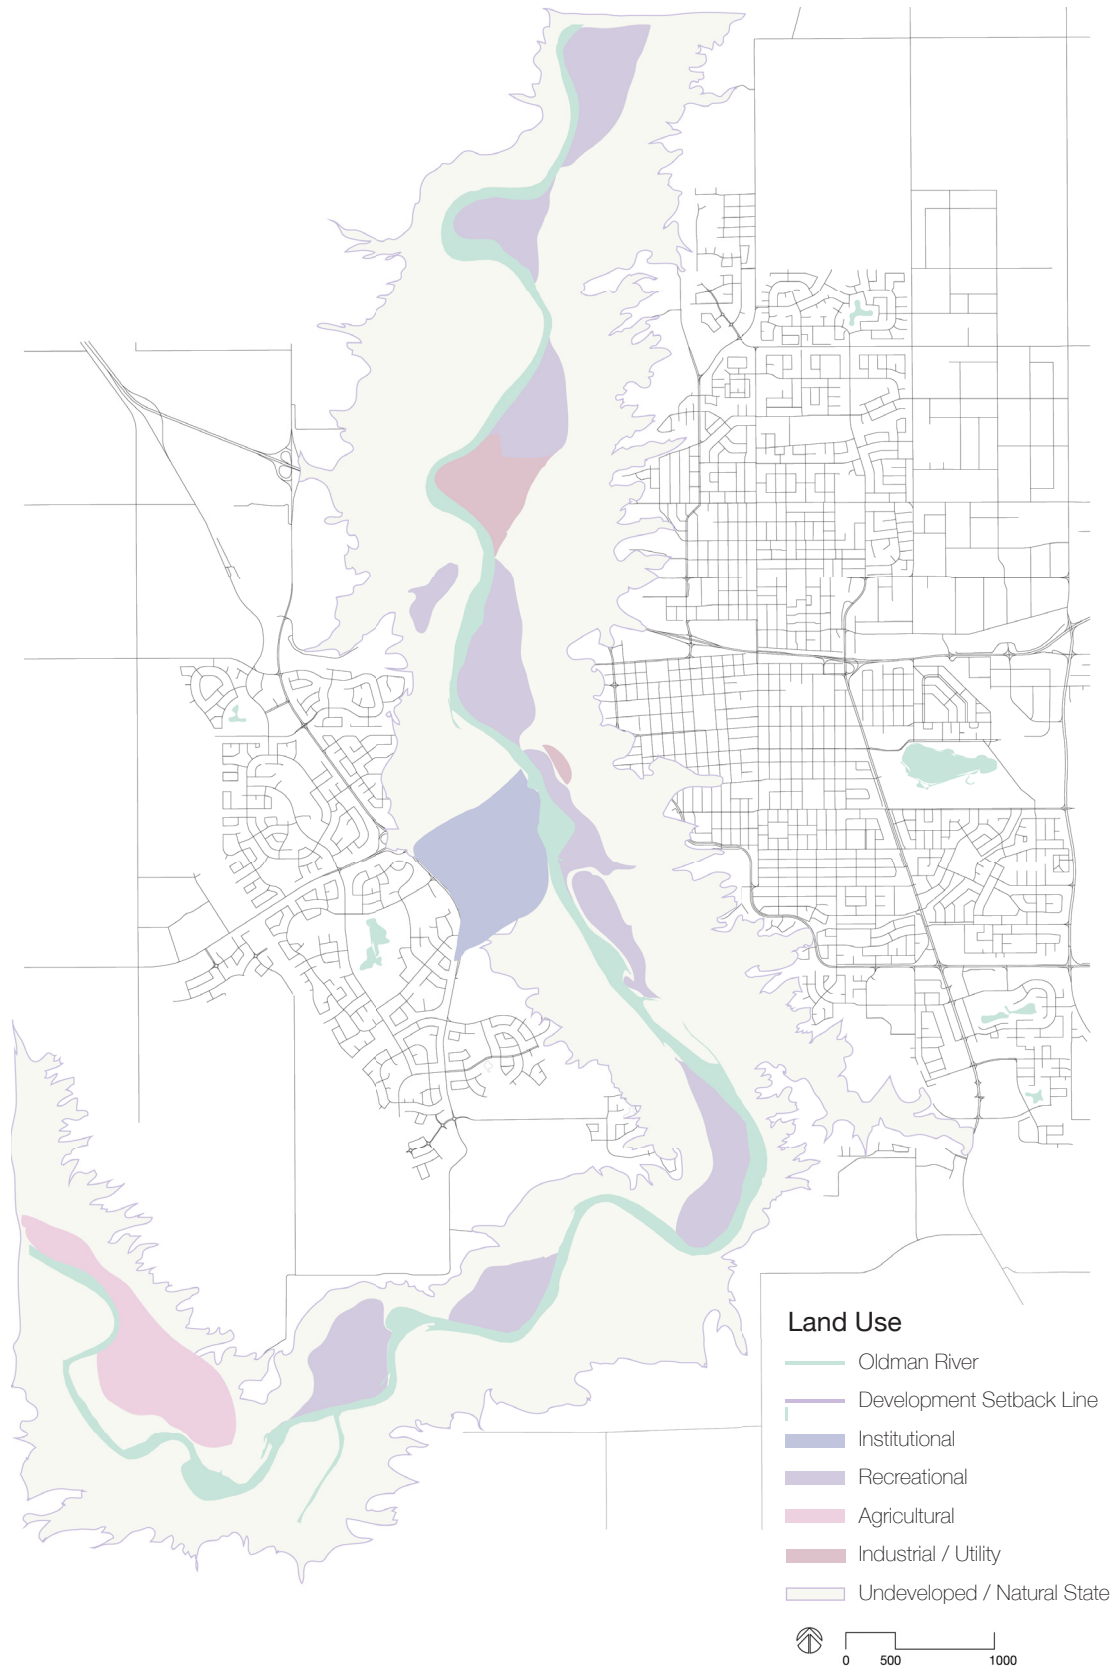 Land Use
Oldman River
Development Setback Line
Institutional
Recreational
Agricultural
Industrial / Utility
Undeveloped / Natural State
0 500 1000